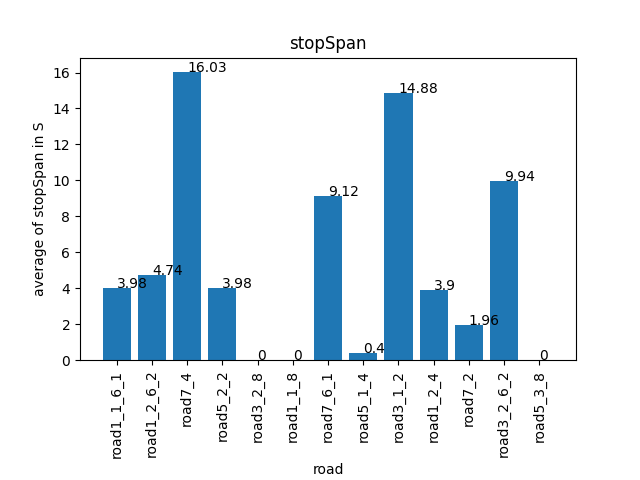 stopSpan
average of stopSpan in S
16
14
12
10
8
6
4
2
0
3.98
4.74
16.03
3.98
0
0
9.12
0.4
14.88
3.9
1.96
9.94
0
road1_1_6_1
road1_2_6_2
road7_4
road5_2_2
road3_2_8
road1_1_8
road7_6_1
road5_1_4
road3_1_2
road1_2_4
road7_2
road3_2_6_2
road5_3_8
road